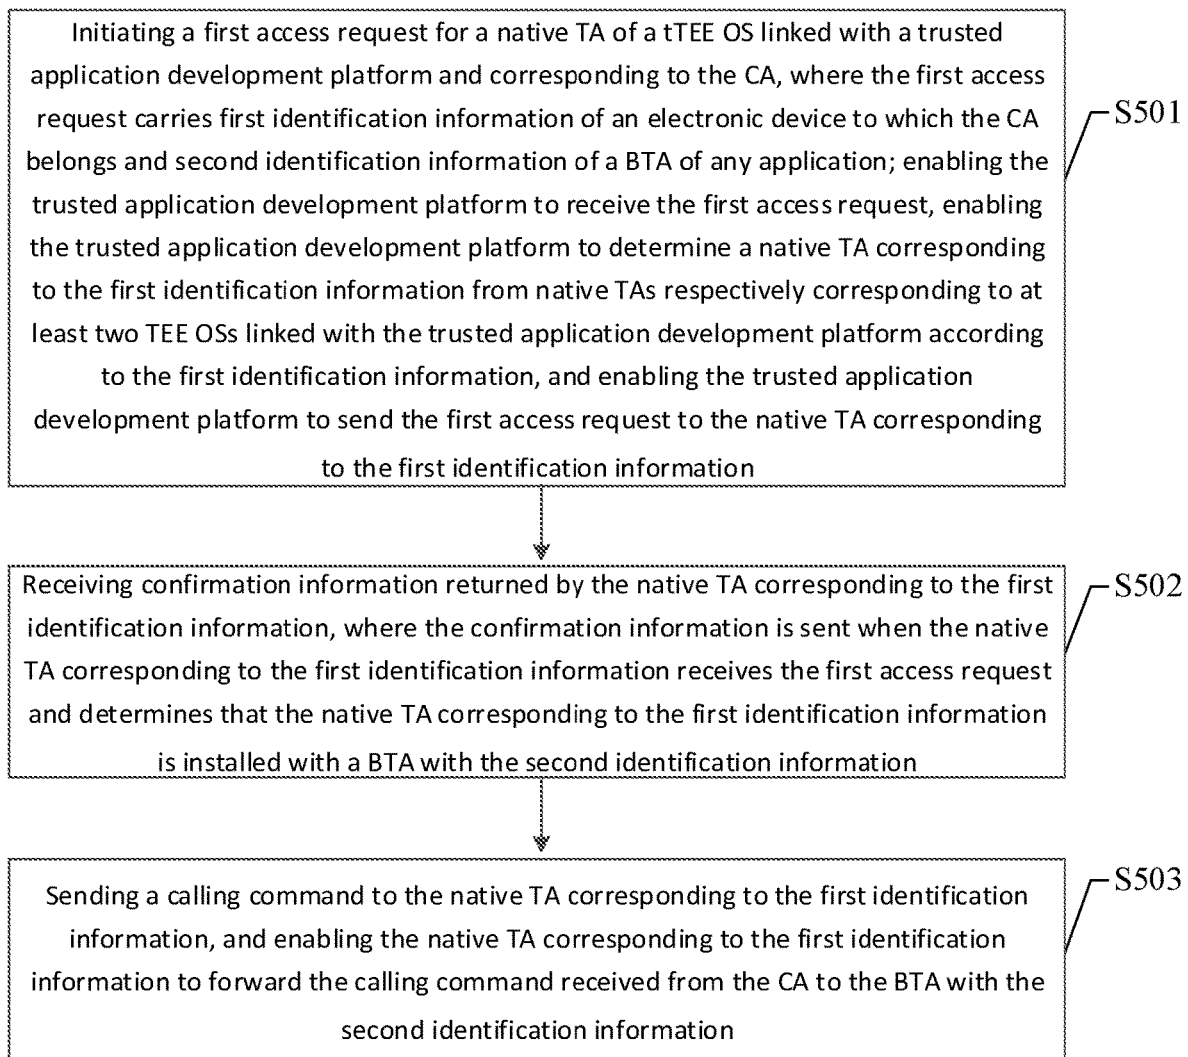 Initiating a first access request for a native TA of a tTEE OS linked with a trusted
application development platform and corresponding to the CA, where the first access
request carries first identification information of an electronic device to which the CA
belongs and second identification information of a BTA of any application; enabling the
trusted application development platform to receive the first access request, enabling
the trusted application development platform to determine a native TA corresponding
to the first identification information from native TAs respectively corresponding to at
least two TEE OSs linked with the trusted application development platform according
to the first identification information, and enabling the trusted application
development platform to send the first access request to the native TA corresponding
to the first identification information
S501
Receiving confirmation information returned by the native TA corresponding to the first
identification information, where the confirmation information is sent when the native
TA corresponding to the first identification information receives the first access request
and determines that the native TA corresponding to the first identification information
is installed with a BTA with the second identification information
S502
Sending a calling command to the native TA corresponding to the first identification
information, and enabling the native TA corresponding to the first identification
information to forward the calling command received from the CA to the BTA with the
second identification information
S503